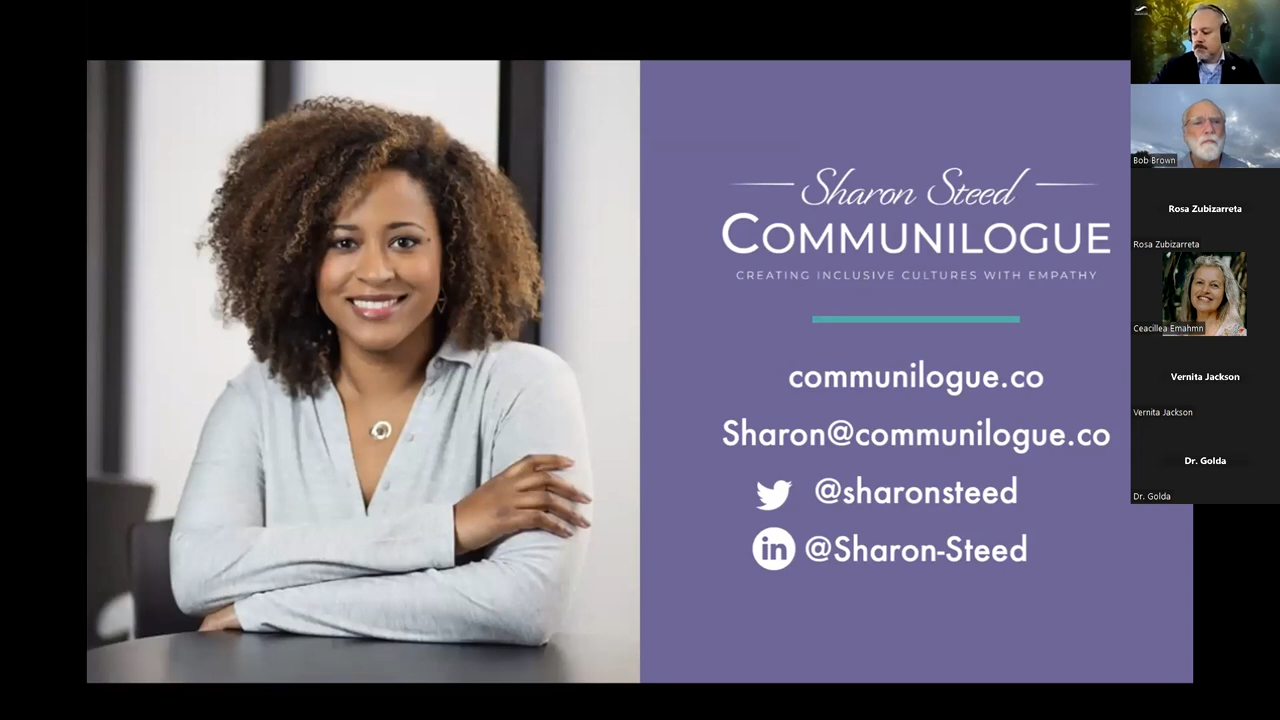 Sharon Steed
COMMUNILOGUE
CREATING INCLUSIVE CULTURES WITH EMPATHY
communilogue.co
Sharon@communilogue.co
@sharonsteed
in @Sharon-Steed
Bob Brown
Rosa Zubizarreta
Rosa Zubizarreta
Ceacillea Emahmn
Vernita Jackson
Vernita Jackson
Dr. Golda
Dr. Golda